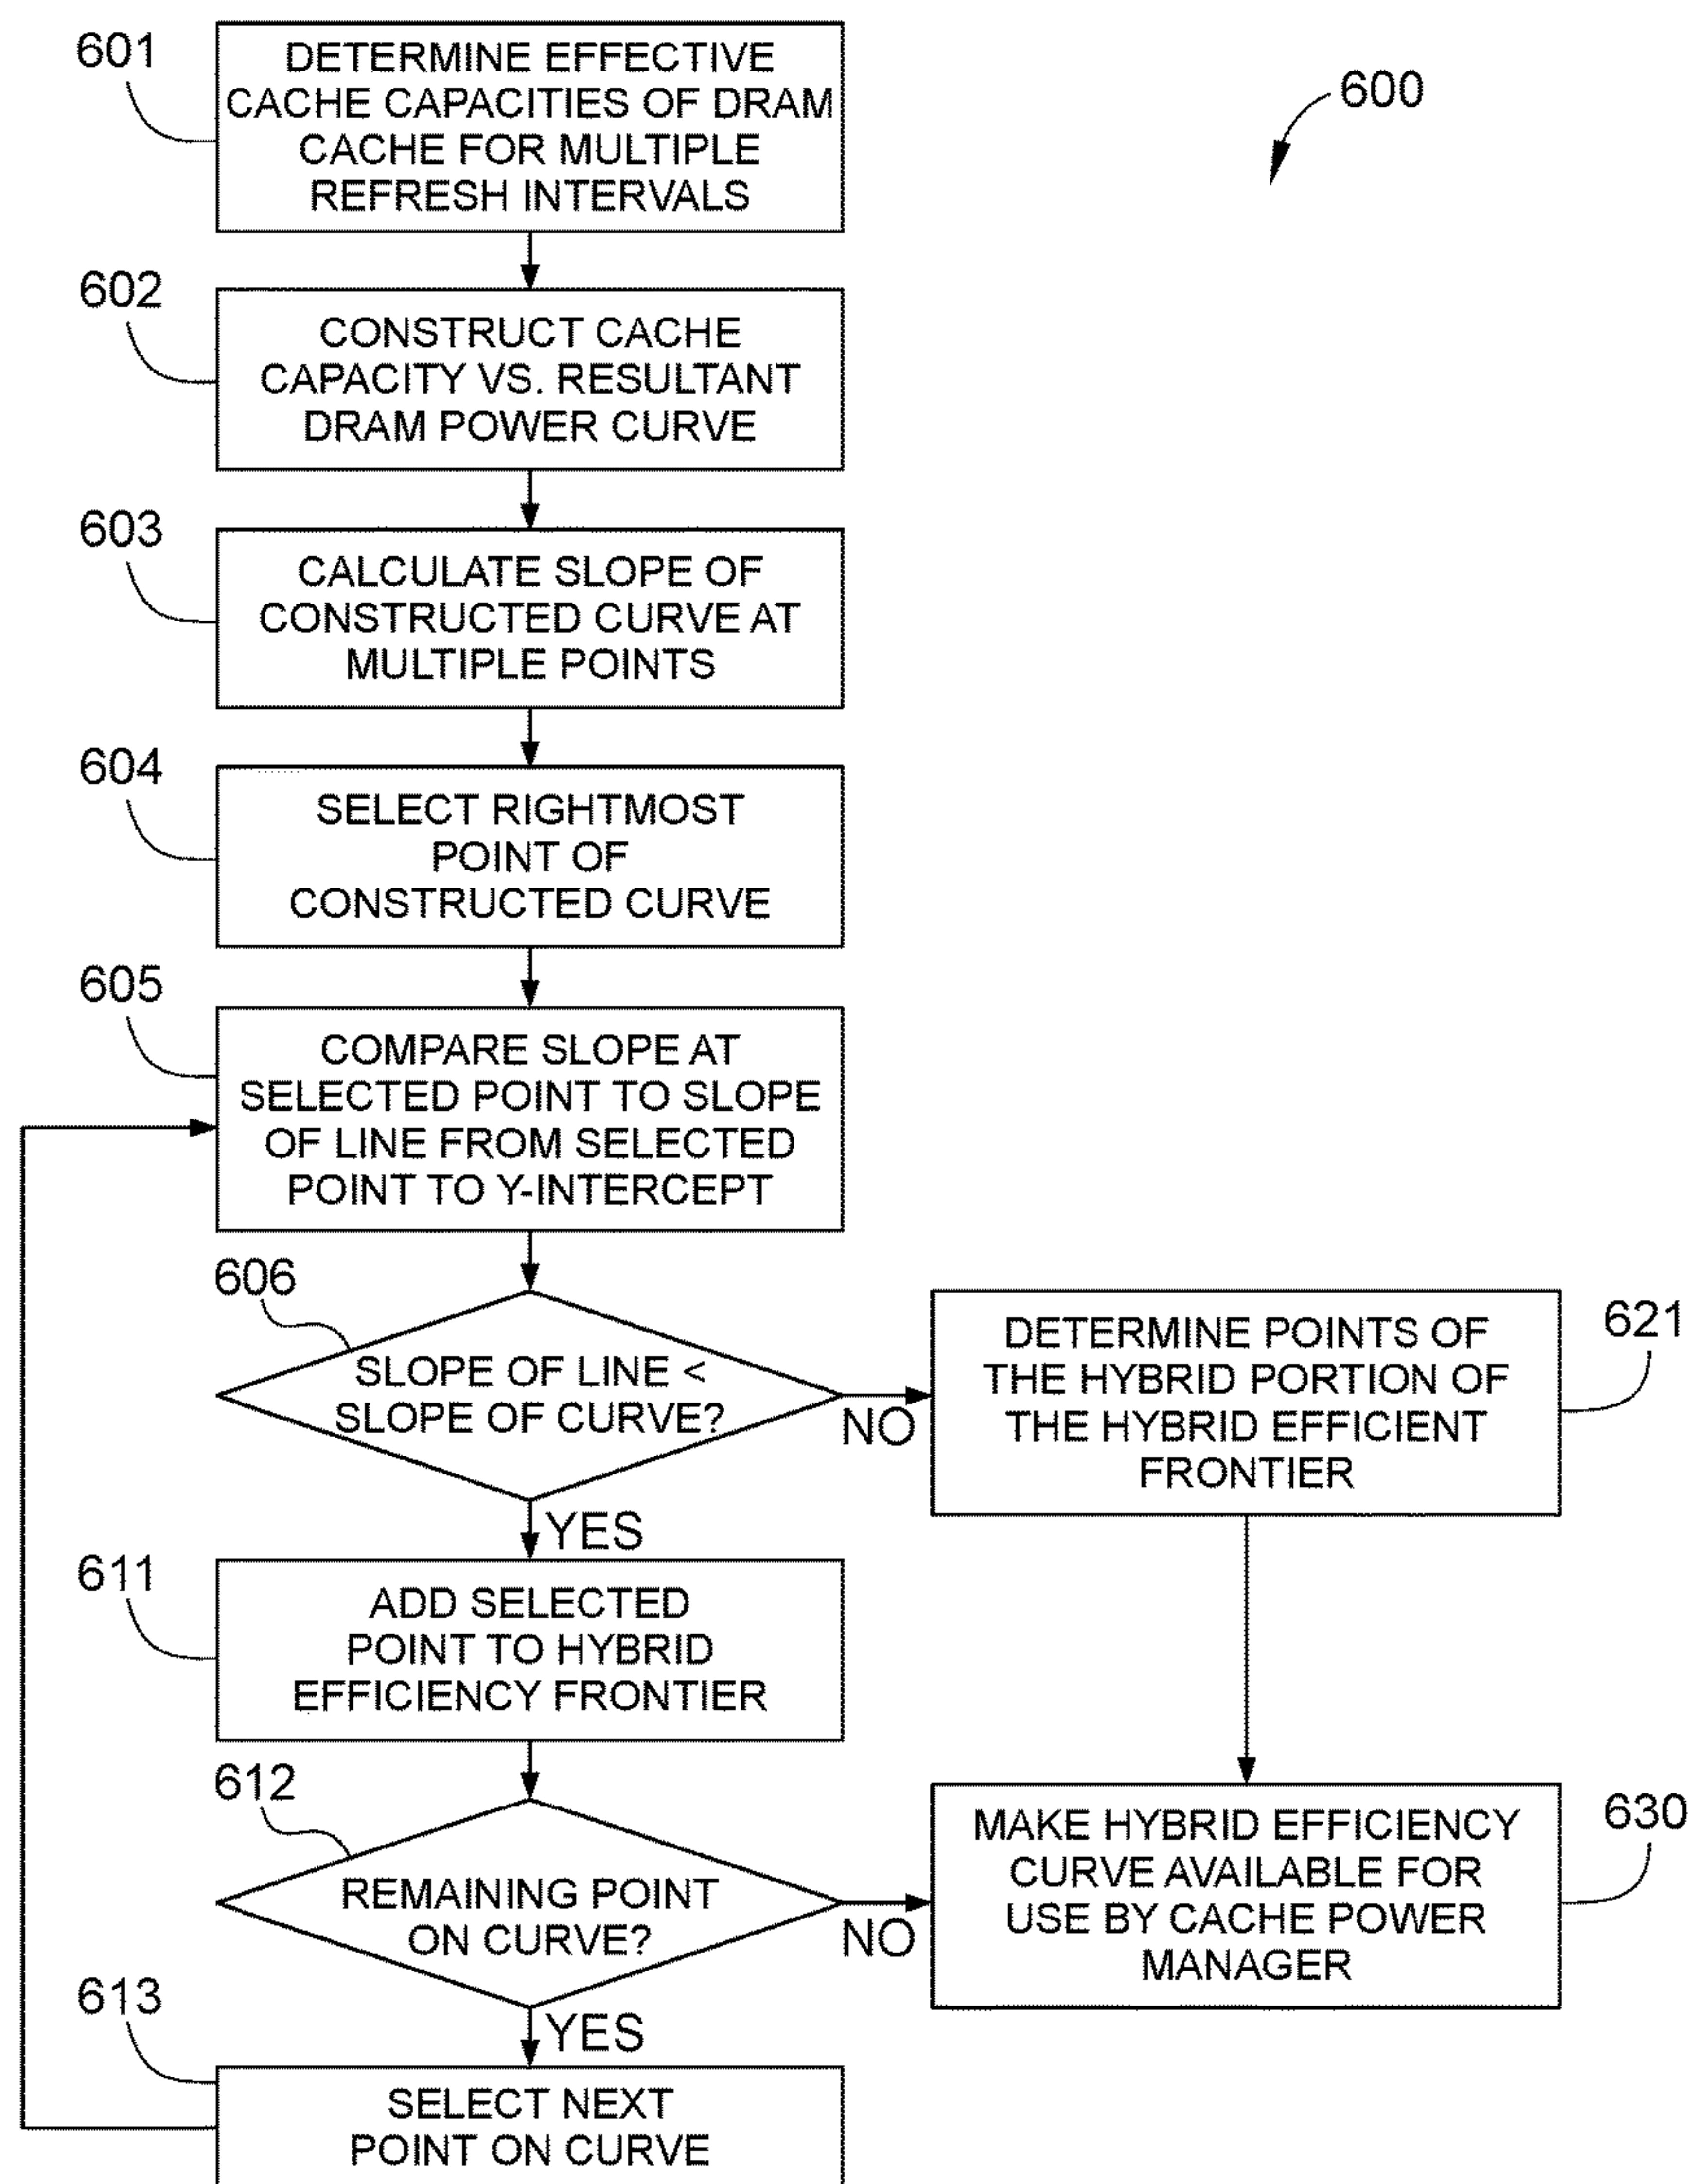 601
DETERMINE EFFECTIVE
CACHE CAPACITIES OF DRAM
CACHE FOR MULTIPLE
REFRESH INTERVALS
600
602
CONSTRUCT CACHE
CAPACITY VS. RESULTANT
DRAM POWER CURVE
603
CALCULATE SLOPE OF
CONSTRUCTED CURVE AT
MULTIPLE POINTS
604
SELECT RIGHTMOST
POINT OF
CONSTRUCTED CURVE
605
COMPARE SLOPE AT
SELECTED POINT TO SLOPE
OF LINE FROM SELECTED
POINT TO Y-INTERCEPT
606
SLOPE OF LINE <
SLOPE OF CURVE?
NO
YES
621
DETERMINE POINTS OF
THE HYBRID PORTION OF
THE HYBRID EFFICIENT
FRONTIER
611
ADD SELECTED
POINT TO HYBRID
EFFICIENCY FRONTIER
612
REMAINING POINT
ON CURVE?
NO
YES
630
MAKE HYBRID EFFICIENCY
CURVE AVAILABLE FOR
USE BY CACHE POWER
MANAGER
613
SELECT NEXT
POINT ON CURVE